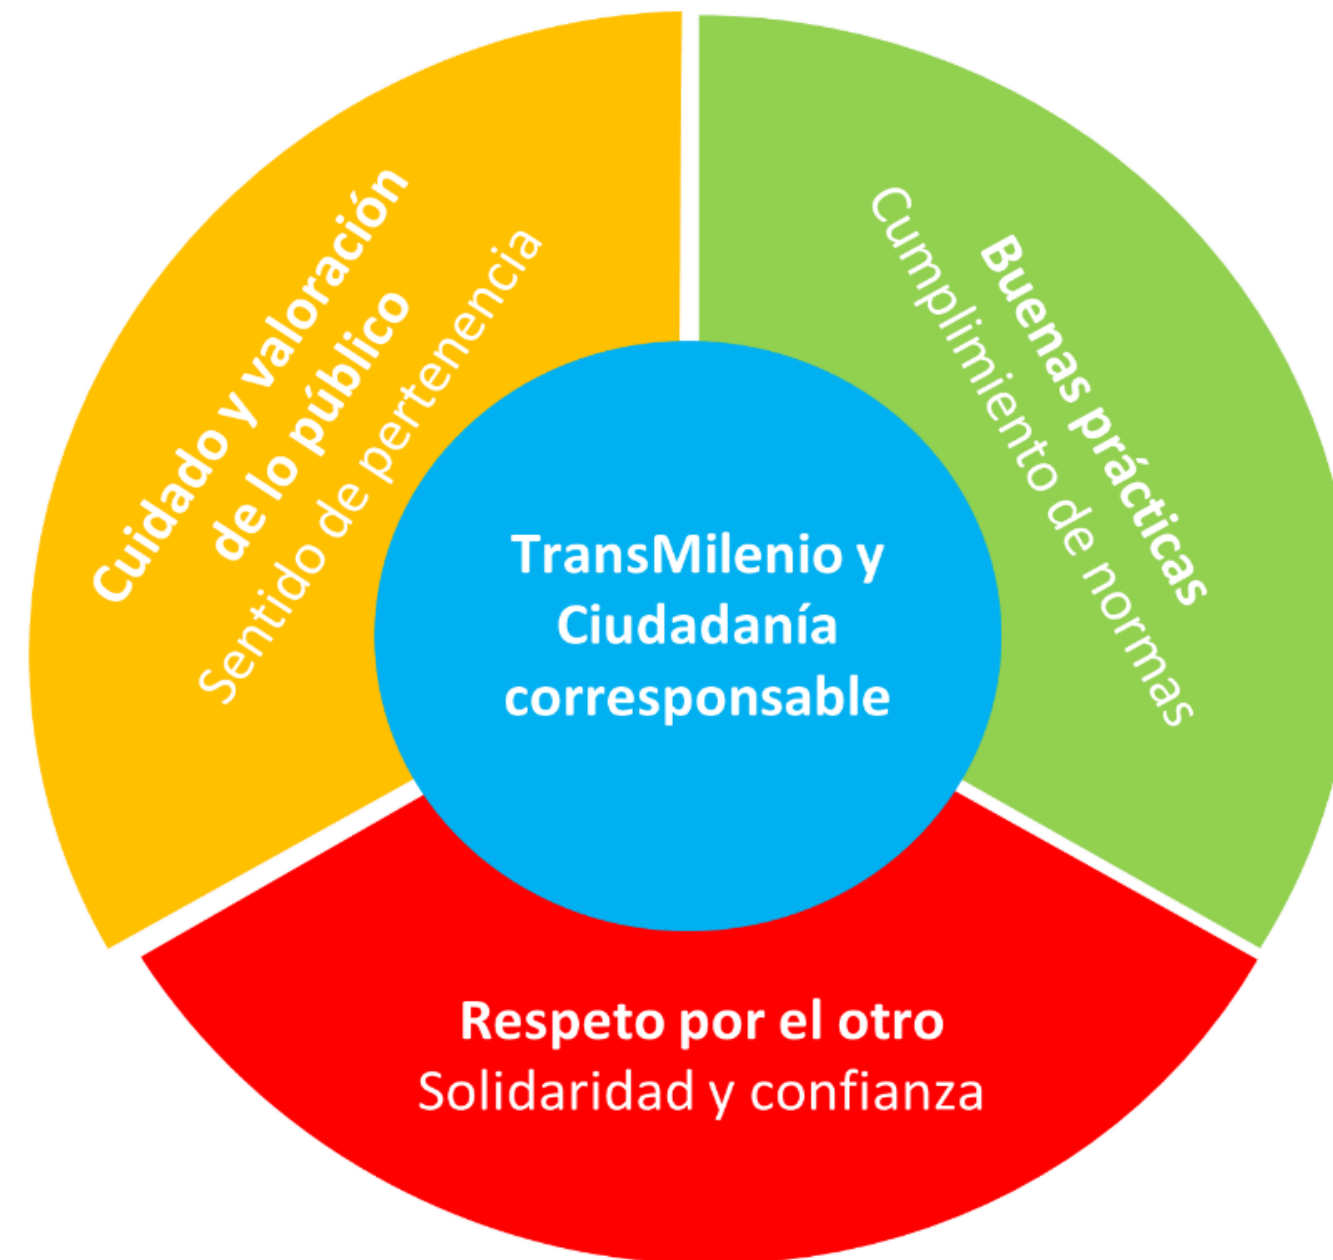 Cuidado y valoración
de lo público
Sentido de pertenencia
Buenas prácticas
Cumplimiento de normas
TransMilenio y
Ciudadanía
corresponsable
Respeto por el otro
Solidaridad y confianza